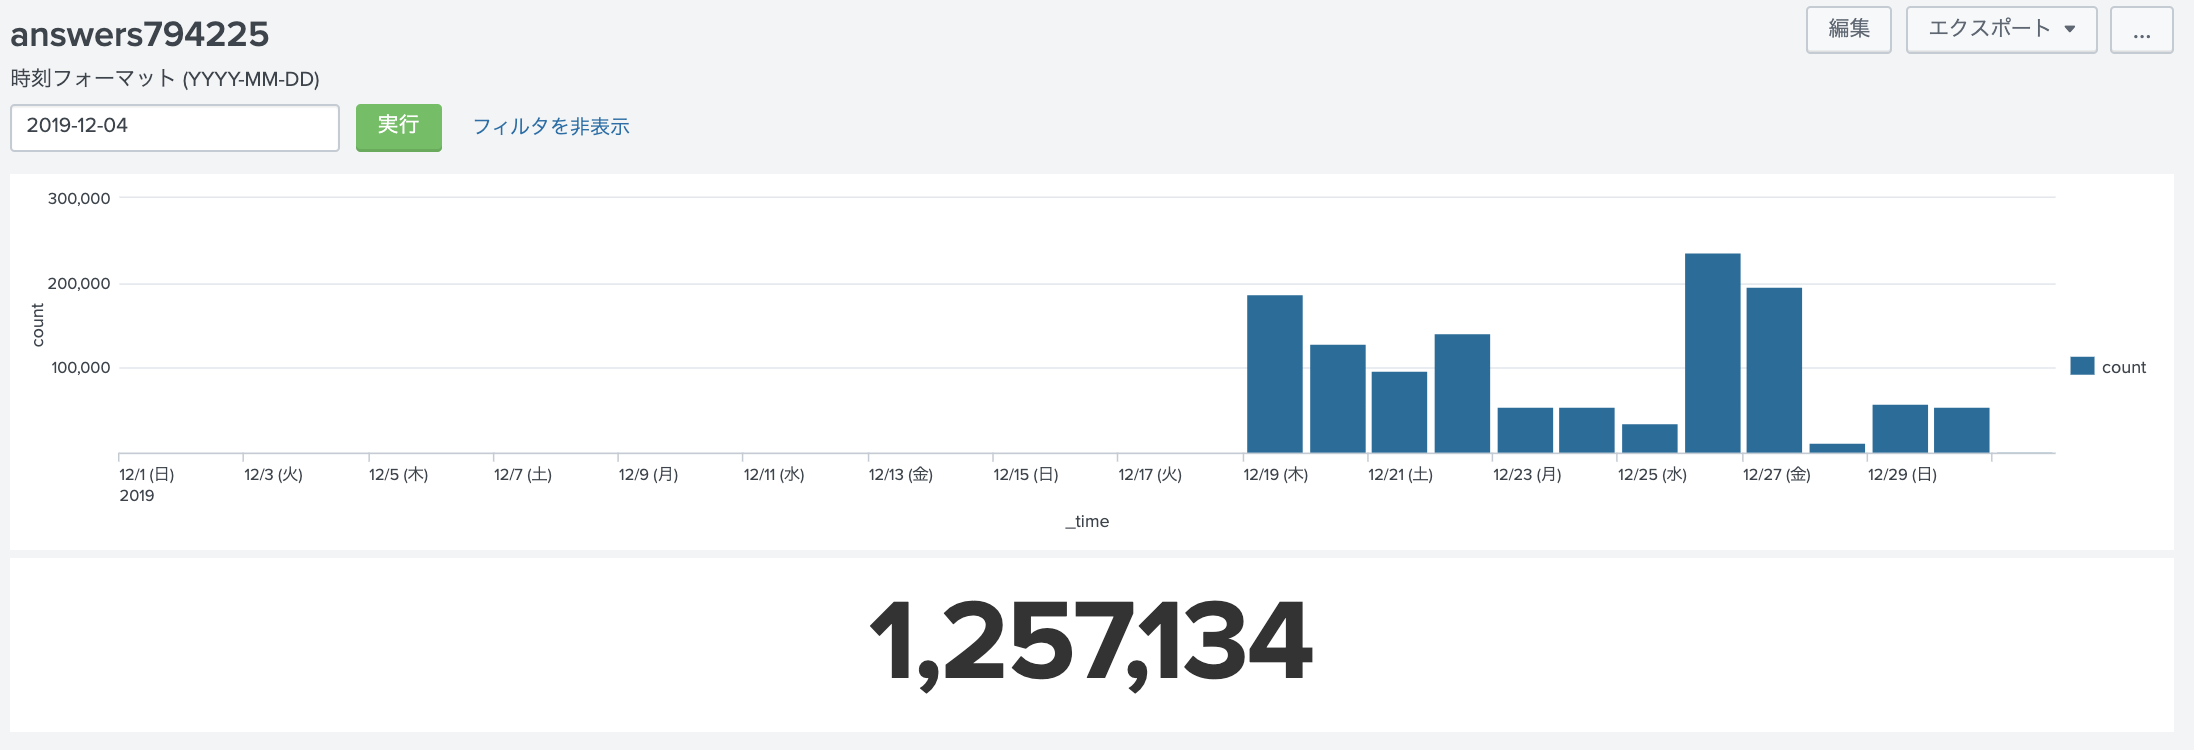 answers794225
編集
エクスポート
...
時刻フォーマット (YYYY-MM-DD)
2019-12-04
実行
フィルタを非表示
300,000
200,000
100,000
count
12/1 (日)
2019
12/3 (火)
12/5 (木)
12/7 (土)
12/9 (月)
12/11 (水)
12/13 (金)
12/15 (日)
12/17 (火)
12/19 (木)
12/21 (土)
12/23 (月)
12/25 (水)
12/27 (金)
12/29 (日)
_time
count
1,257,134